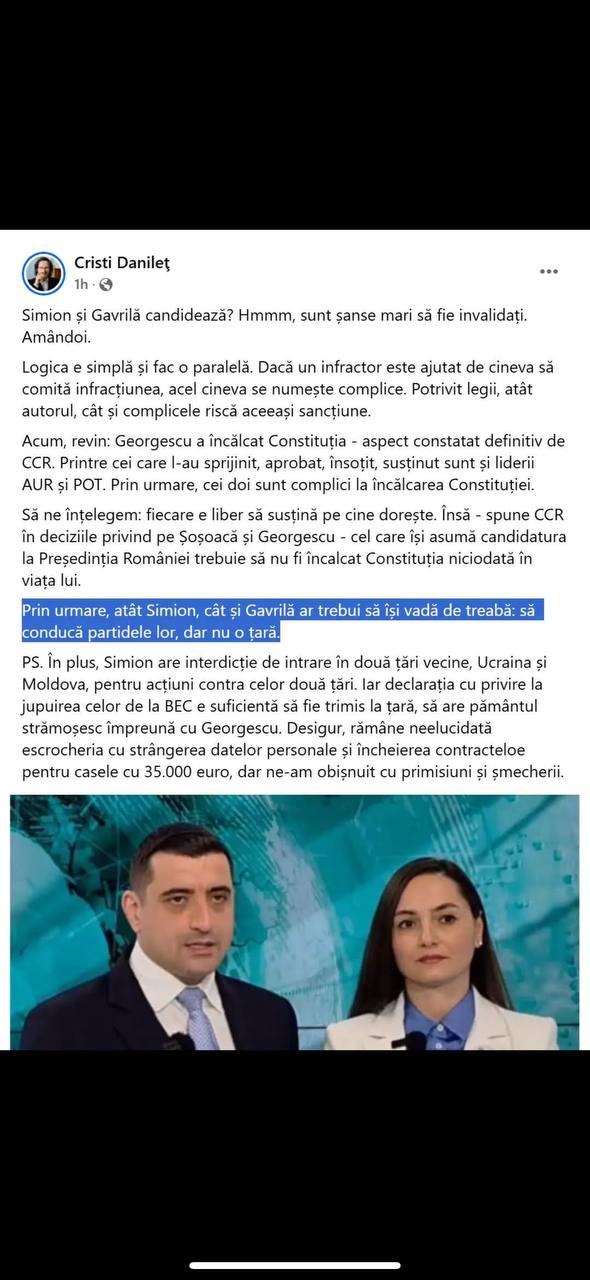 Cristi Danileţ
1h ·
Simion și Gavrilă candidează? Hmmm, sunt șanse mari să fie invalidați.
Amândoi.
Logica e simplă și fac o paralelă. Dacă un infractor este ajutat de cineva să
comită infracțiunea, acel cineva se numește complice. Potrivit legii, atât
autorul, cât și complicele riscă aceeași sancțiune.
Acum, revin: Georgescu a încălcat Constituția - aspect constatat definitiv de
CCR. Printre cei care l-au sprijinit, aprobat, însoțit, susținut sunt și liderii
AUR și POT. Prin urmare, cei doi sunt complici la încălcarea Constituției.
Să ne înțelegem: fiecare e liber să susțină pe cine dorește. Însă - spune CCR
în deciziile privind pe Șoșoacă și Georgescu - cel care își asumă candidatura
la Președinția României trebuie să nu fi încalcat Constituția niciodată în
viața lui.
Prin urmare, atât Simion, cât și Gavrilă ar trebui să își vadă de treabă: să
conducă partidele lor, dar nu o țară.
PS. În plus, Simion are interdicție de intrare în două țări vecine, Ucraina și
Moldova, pentru acțiuni contra celor două țări. Iar declarația cu privire la
jupuirea celor de la BEC e suficientă să fie trimis la țară, să are pământul
strămoșesc împreună cu Georgescu. Desigur, rămâne neelucidată
escrocheria cu strângerea datelor personale și încheierea contracteloe
pentru casele cu 35.000 euro, dar ne-am obișnuit cu primisiuni și șmecherii.